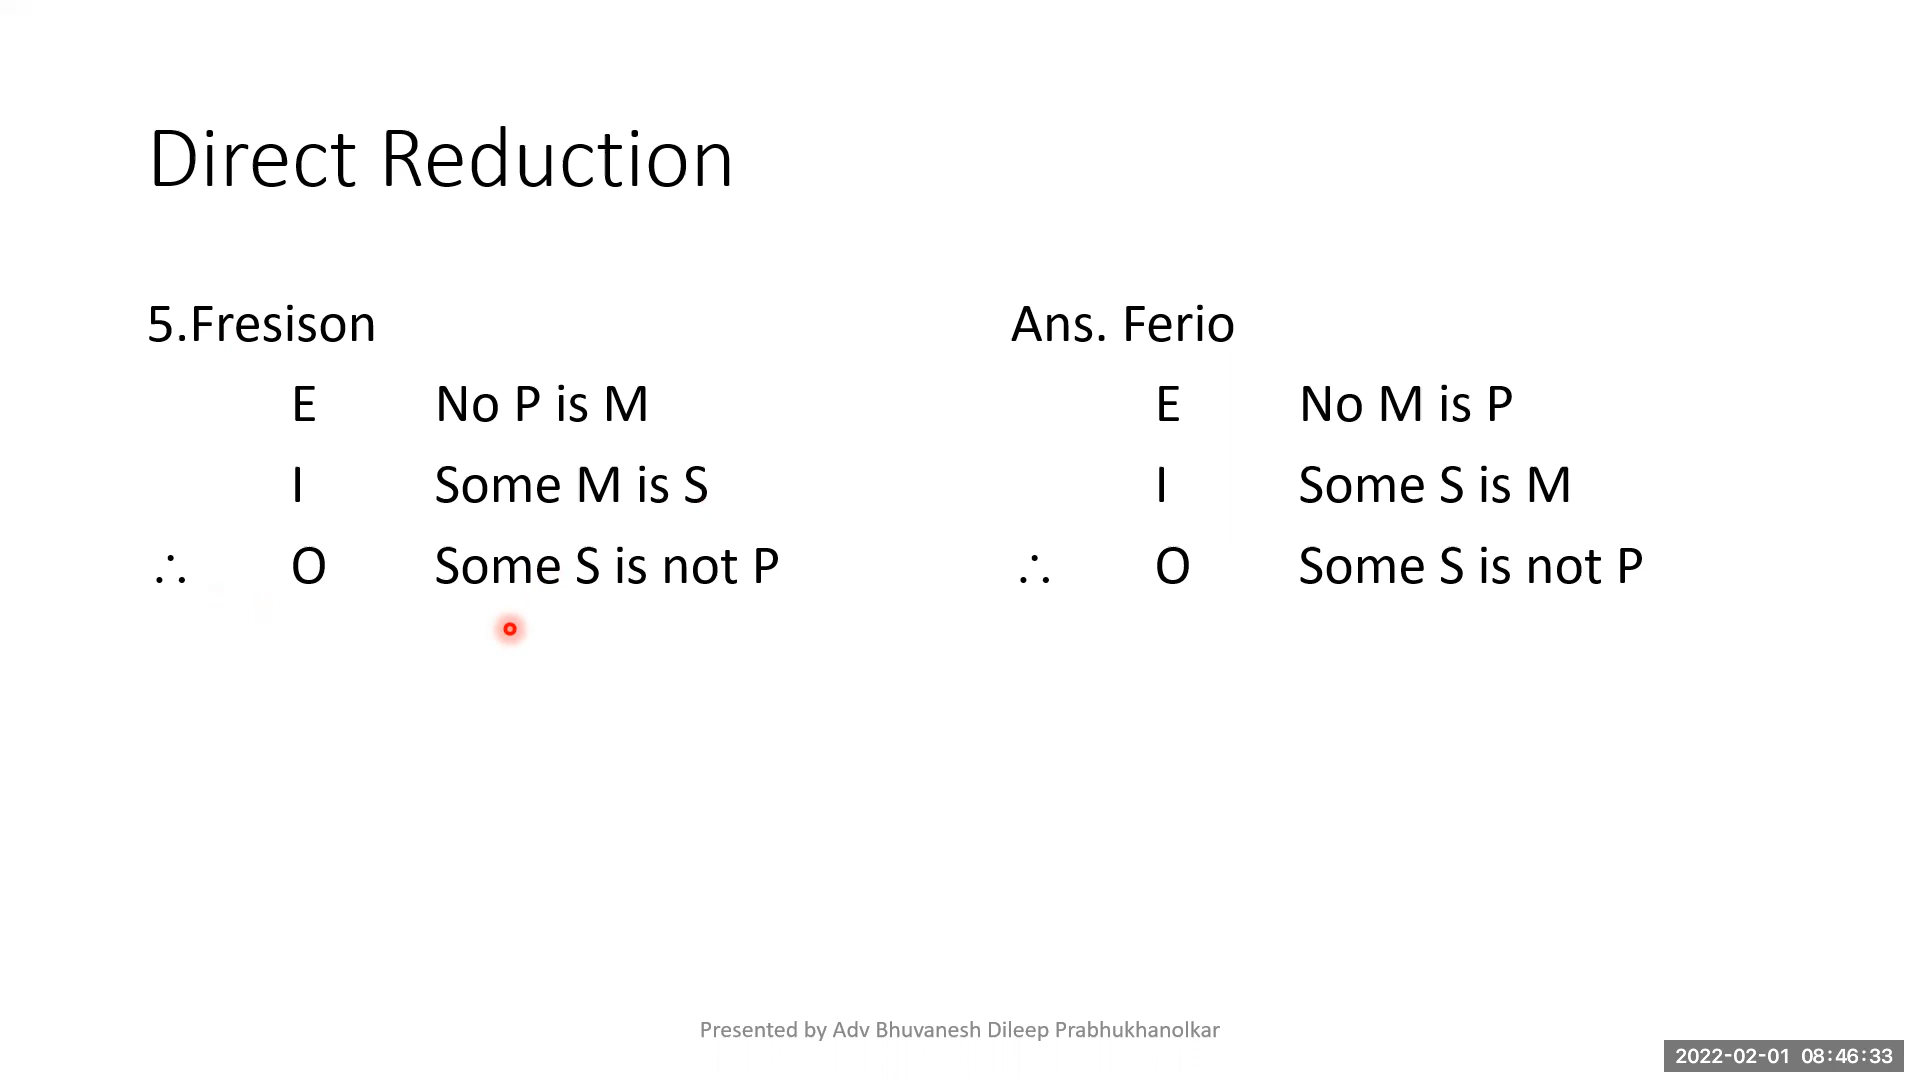 Direct Reduction
5.Fresison
E No P is M
I Some M is S
∴ O Some S is not P
Ans. Ferio
E No M is P
I Some S is M
∴ O Some S is not P
Presented by Adv Bhuvanesh Dileep Prabhukhanolkar
2022-02-01 08:46:33